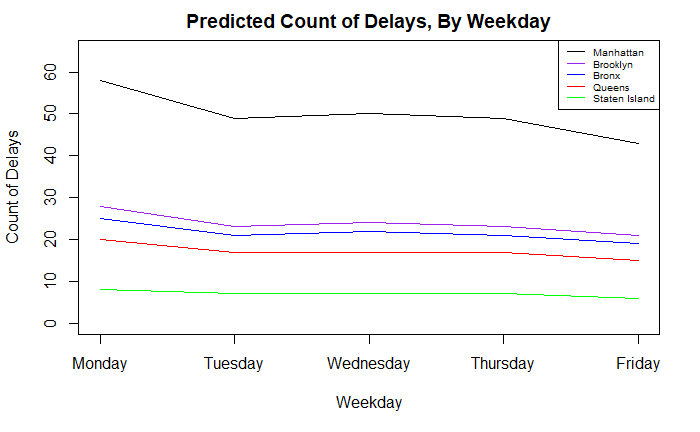 Predicted Count of Delays, By Weekday
Manhattan
Brooklyn
Bronx
Queens
Staten Island
60
50
40
30
20
10
0
Count of Delays
Monday Tuesday Wednesday Thursday Friday
Weekday